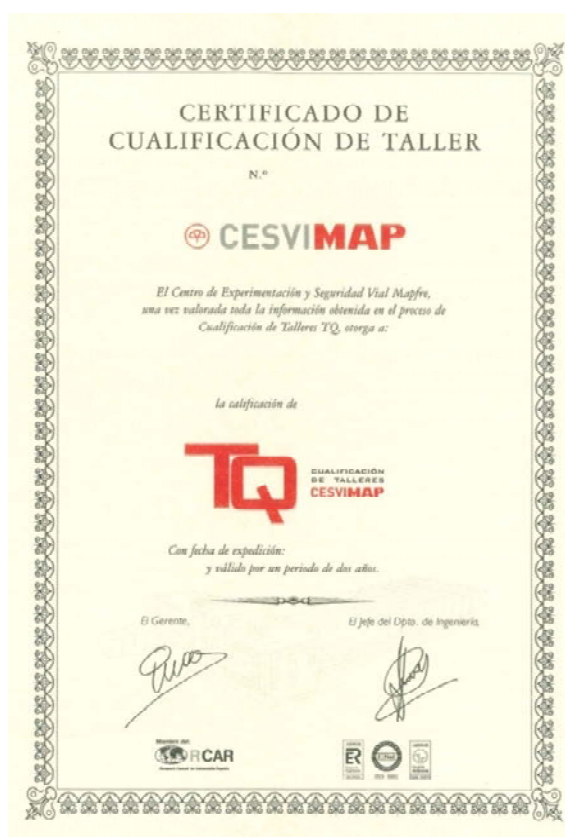 CERTIFICADO DE
CUALIFICACIÓN DE TALLER
N.º
CESVIMAP
El Centro de Experimentación y Seguridad Vial Mapfre,
una vez valorada toda la información obtenida en el proceso de
Cualificación de Talleres TQ, otorga a:
la calificación de
TQ
CUALIFICACIÓN
DE TALLERES
CESVIMAP
Con fecha de expedición:
y válido por un periodo de dos años.
El Gerente,
El Jefe del Dpto. de Ingeniería,
Miembro del:
RCAR
ER